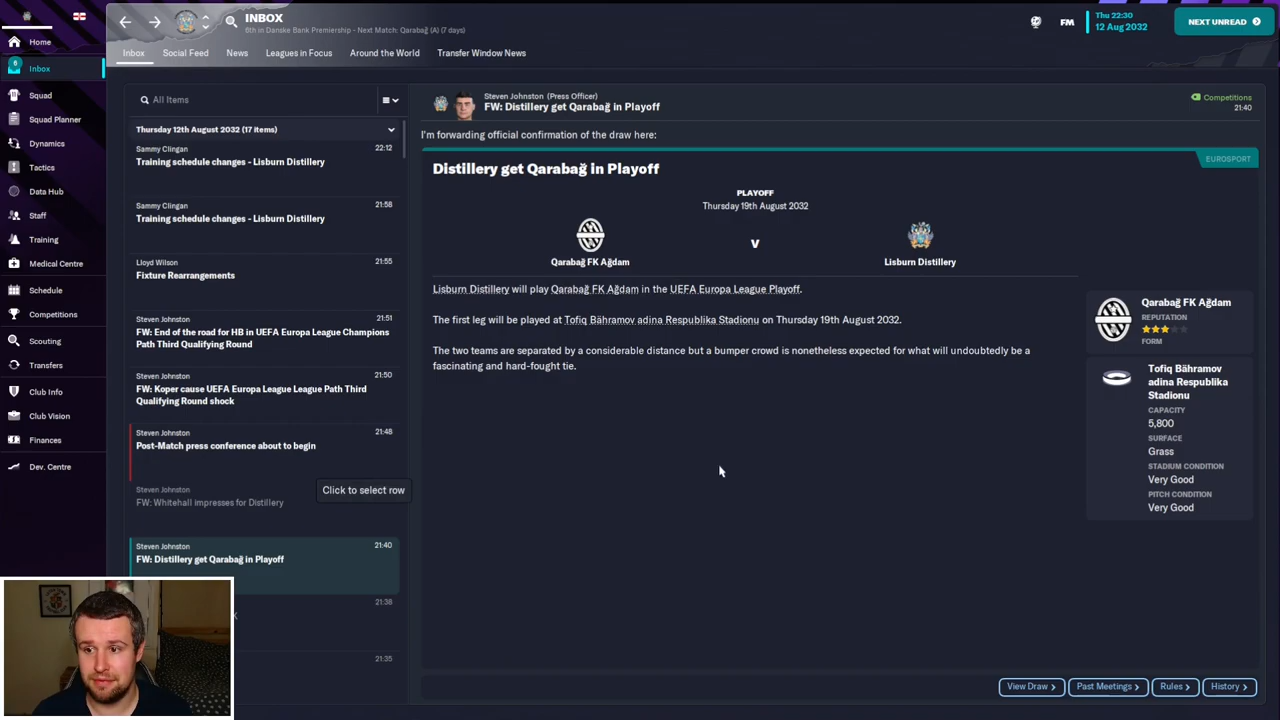 INBOX
6th in Danske Bank Premiership - Next Match: Qarabağ (A) (7 days)
FM
Thu 22:30
12 Aug 2032
NEXT UNREAD
Home
6
Inbox
Squad
Squad Planner
Dynamics
Tactics
Data Hub
Staff
Training
Medical Centre
Schedule
Competitions
Scouting
Transfers
Club Info
Club Vision
Finances
Dev. Centre
Inbox
Social Feed
News
Leagues in Focus
Around the World
Transfer Window News
All Items
Thursday 12th August 2032 (17 items)
Sammy Clingan
22:12
Training schedule changes - Lisburn Distillery
Sammy Clingan
21:58
Training schedule changes - Lisburn Distillery
Lloyd Wilson
21:55
Fixture Rearrangements
Steven Johnston
21:51
FW: End of the road for HB in UEFA Europa League Champions
Path Third Qualifying Round
Steven Johnston
21:50
FW: Koper cause UEFA Europa League League Path Third
Qualifying Round shock
Steven Johnston
21:48
Post-Match press conference about to begin
Steven Johnston
FW: Whitehall impresses for Distillery
Click to select row
Steven Johnston
21:40
FW: Distillery get Qarabağ in Playoff
21:38
21:35
Steven Johnston (Press Officer)
FW: Distillery get Qarabağ in Playoff
Competitions
21:40
I'm forwarding official confirmation of the draw here:
EUROSPORT
Distillery get Qarabağ in Playoff
PLAYOFF
Thursday 19th August 2032
v
Qarabağ FK Ağdam
Lisburn Distillery
Lisburn Distillery will play Qarabağ FK Ağdam in the UEFA Europa League Playoff.
The first leg will be played at Tofiq Bähramov adina Respublika Stadionu on Thursday 19th August 2032.
The two teams are separated by a considerable distance but a bumper crowd is nonetheless expected for what will undoubtedly be a
fascinating and hard-fought tie.
Qarabağ FK Ağdam
REPUTATION
FORM
Tofiq Bähramov
adina Respublika
Stadionu
CAPACITY
5,800
SURFACE
Grass
STADIUM CONDITION
Very Good
PITCH CONDITION
Very Good
View Draw
Past Meetings
Rules
History